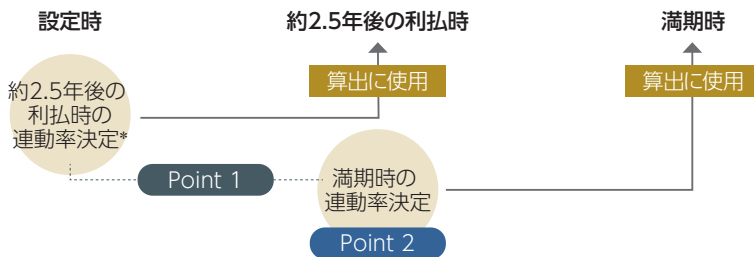 設定時
約2.5年後の利払時
満期時
算出に使用
算出に使用
約2.5年後の
利払時の
連動率決定*
Point 1
満期時の
連動率決定
Point 2